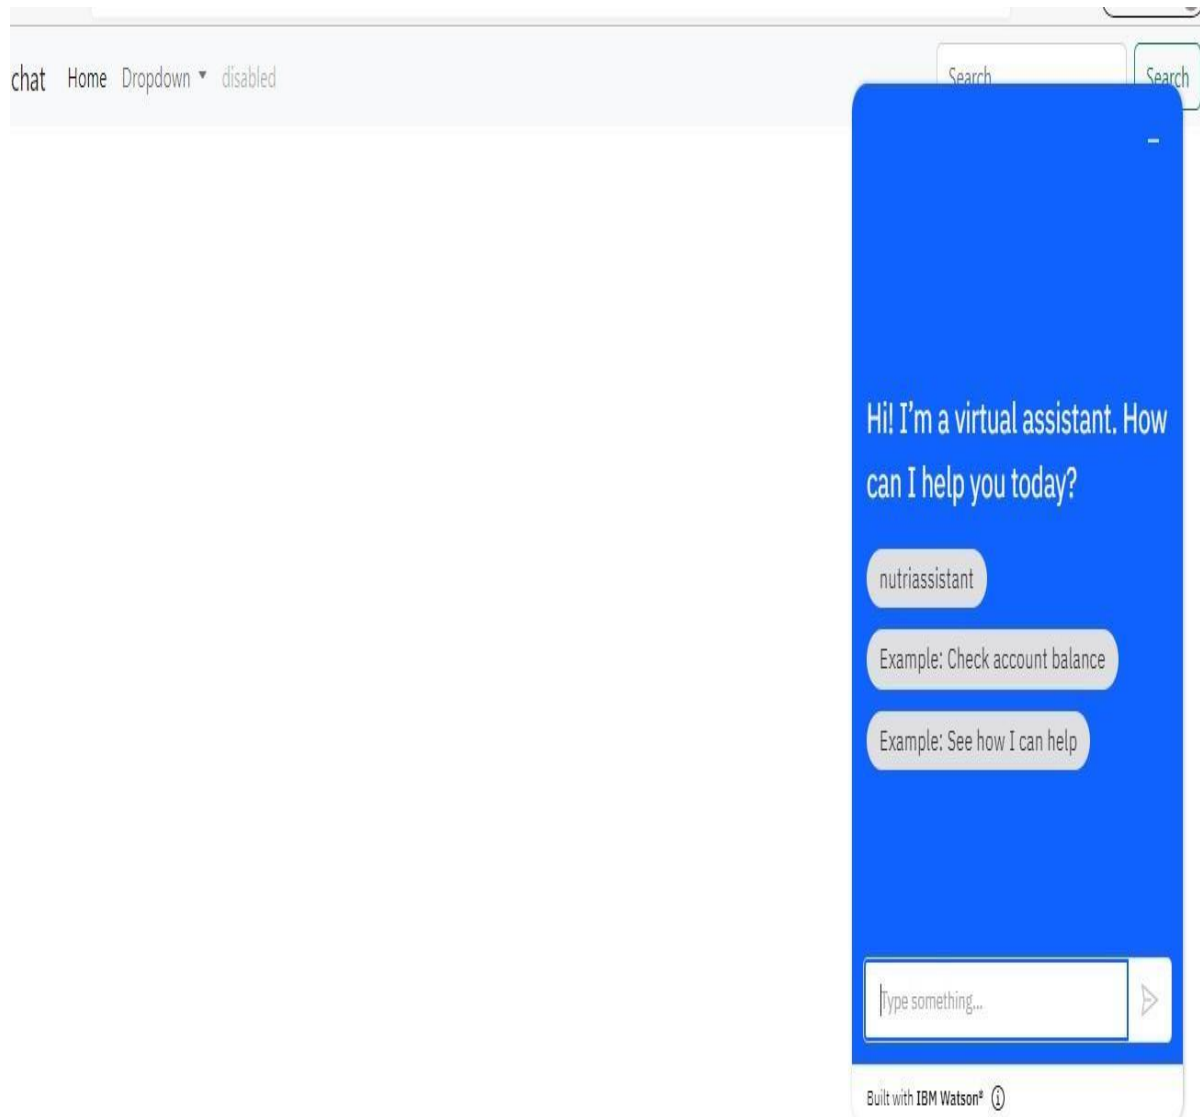 chat Home Dropdown disabled Search Search
Hi! I'm a virtual assistant. How
can I help you today?
nutriassistant
Example: Check account balance
Example: See how I can help
Type something...
Built with IBM Watson®